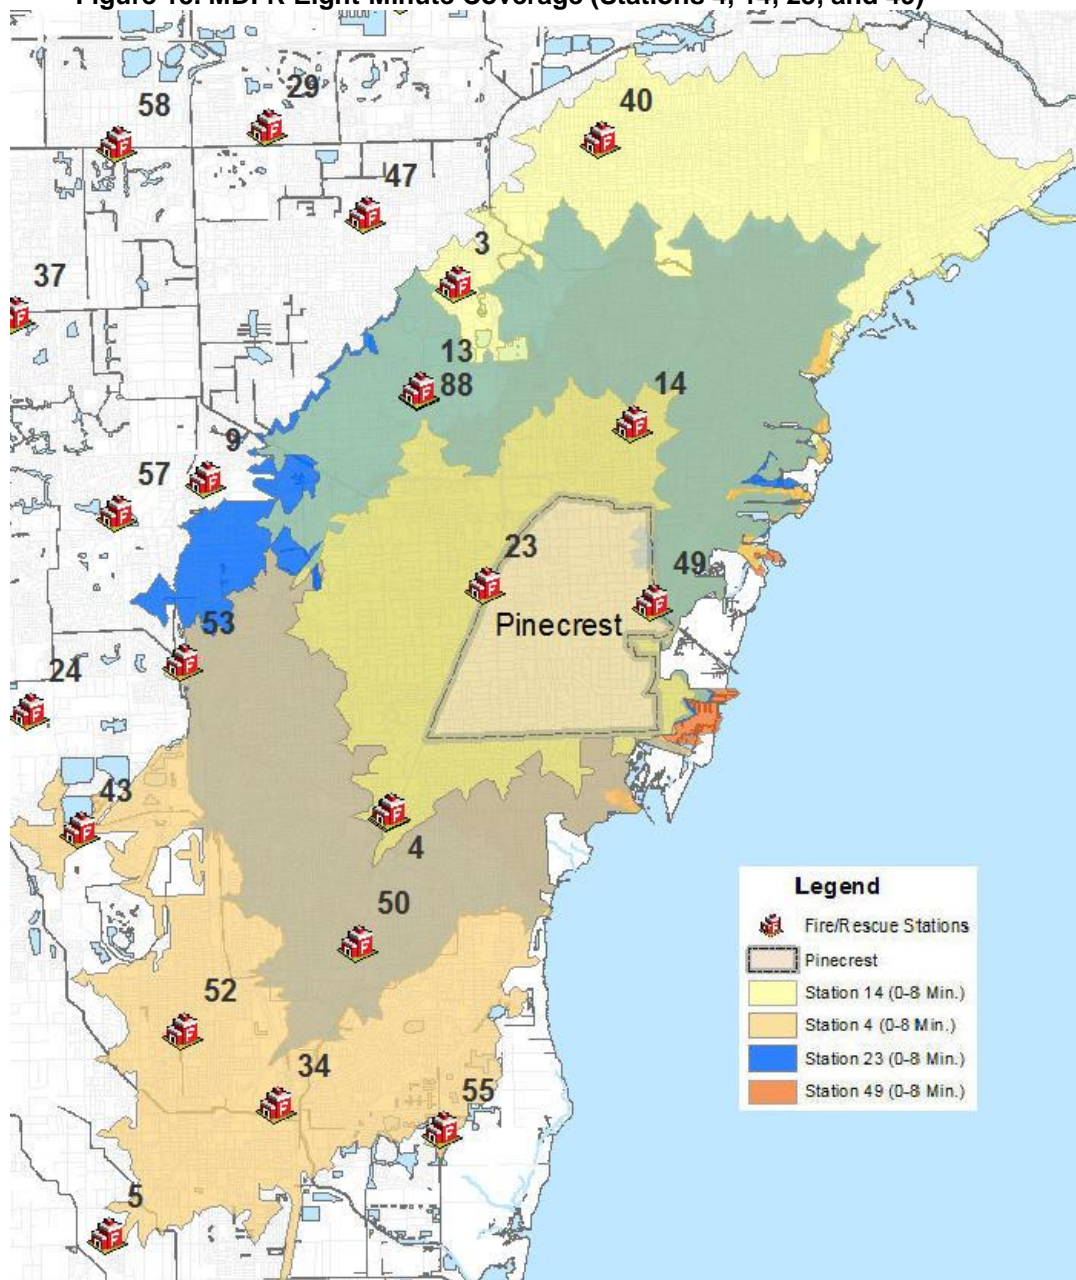 58
29
40
47
3
37
13
88
14
9
57
23
49
Pinecrest
53
24
43
4
50
52
34
55
5
Legend
Fire/Rescue Stations
Pinecrest
Station 14 (0-8 Min.)
Station 4 (0-8 Min.)
Station 23 (0-8 Min.)
Station 49 (0-8 Min.)